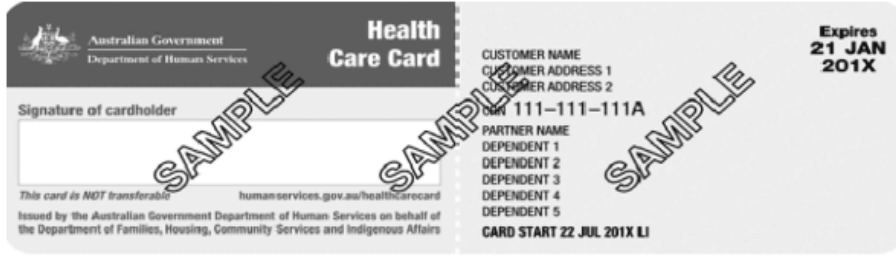 Australian Government
Department of Human Services
Health
Care Card
Signature of cardholder
This card is NOT transferable
humanservices.gov.au/healthcarecard
Issued by the Australian Government Department of Human Services on behalf of
the Department of Families, Housing, Community Services and Indigenous Affairs
SAMPLE
SAMPLE
Expires
21 JAN
201X
CUSTOMER NAME
CUSTOMER ADDRESS 1
CUSTOMER ADDRESS 2
CRN 111–111–111A
PARTNER NAME
DEPENDENT 1
DEPENDENT 2
DEPENDENT 3
DEPENDENT 4
DEPENDENT 5
CARD START 22 JUL 201X ILI
SAMPLE